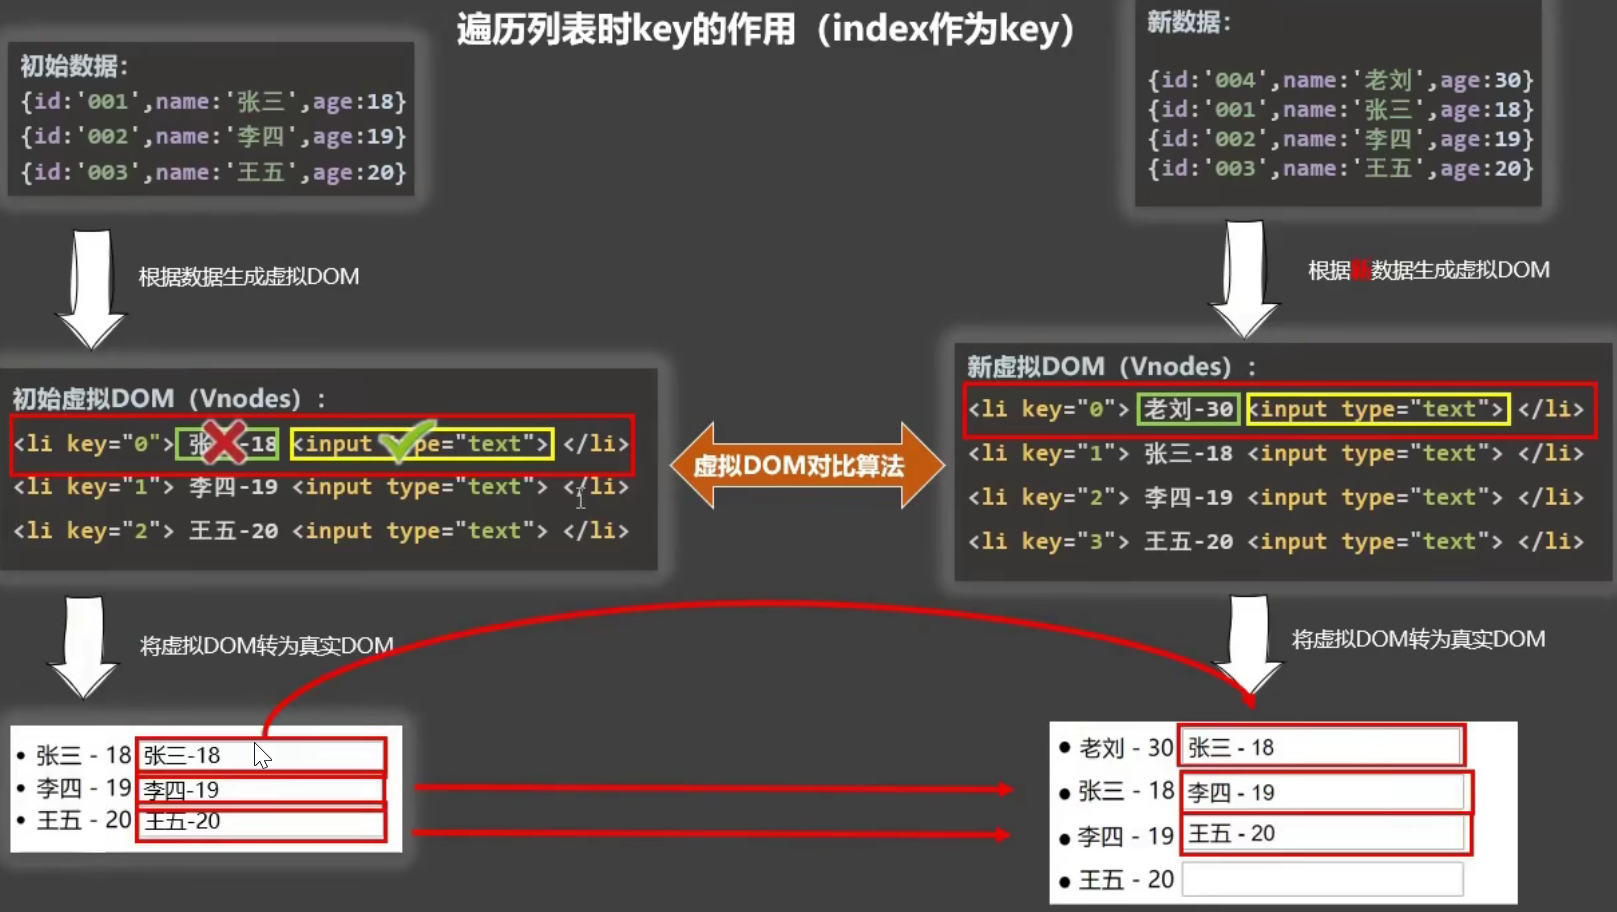 遍历列表时key的作用（index作为key）
初始数据:
{id:'001',name:'张三',age:18}
{id:'002',name:'李四',age:19}
{id:'003',name:'王五',age:20}
新数据:
{id:'004',name:'老刘',age:30}
{id:'001',name:'张三',age:18}
{id:'002',name:'李四',age:19}
{id:'003',name:'王五',age:20}
根据数据生成虚拟DOM
根据新数据生成虚拟DOM
初始虚拟DOM（Vnodes）:
<li key="0"> 张三-18 <input type="text"> </li>
<li key="1"> 李四-19 <input type="text"> </li>
<li key="2"> 王五-20 <input type="text"> </li>
虚拟DOM对比算法
新虚拟DOM（Vnodes）:
<li key="0"> 老刘-30 <input type="text"> </li>
<li key="1"> 张三-18 <input type="text"> </li>
<li key="2"> 李四-19 <input type="text"> </li>
<li key="3"> 王五-20 <input type="text"> </li>
将虚拟DOM转为真实DOM
将虚拟DOM转为真实DOM
• 张三 - 18 张三-18
• 李四 - 19 李四-19
• 王五 - 20 王五-20
● 老刘 - 30 张三 - 18
● 张三 - 18 李四 - 19
● 李四 - 19 王五 - 20
● 王五 - 20